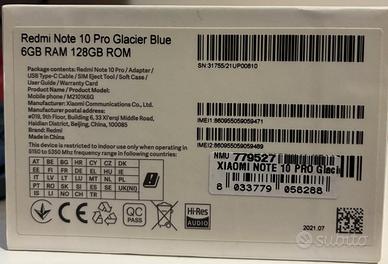 Redmi Note 10 Pro Glacier Blue
6GB RAM 128GB ROM
Package contents: Redmi Note 10 Pro / Adapter /
USB Type-C Cable / SIM Eject Tool / Soft Case /
User Guide / Warranty Card
Product: Mobile Phone
Model: M2101K6G
Manufacturer: Xiaomi Communications Co., Ltd.
Manufacturer postal address:
#019, 9th Floor, Building 6, 33 Xi'erqi Middle Road,
Haidian District, Beijing, China, 100085
Brand: Redmi
Made in China
This device is restricted to indoor use only when operating in
5150 to 5350 MHz frequency range in following countries:
AT BE BG HR CY CZ DK
EE FI FR DE EL HU IE
IT LV LT LU MT NL PL
PT RO SK SI ES SE UK(NI)
IS LI NO CH TR
QC
PASS
Hi-Res
AUDIO
SN:31755/21UP00610
IMEI1:860955059059471
IMEI2:860955059059489
NMU 779527
XIAOMI NOTE 10 PRO Glaci
8 033779 058288
2021.07
subito